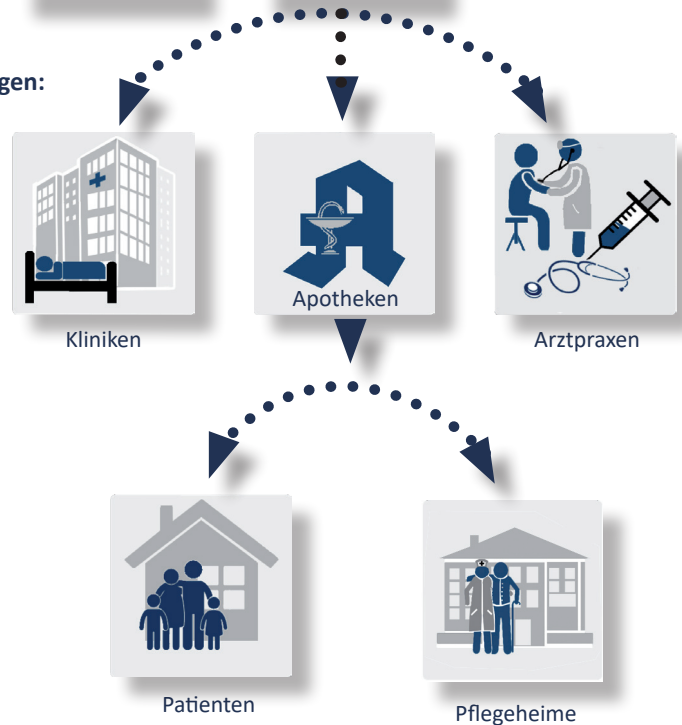 gen:
Apotheken
Kliniken
Arztpraxen
Patienten
Pflegeheime